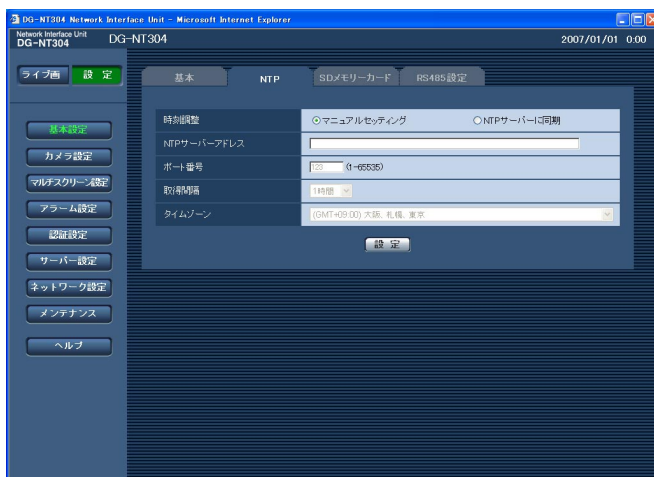 DG-NT304 Network Interface Unit - Microsoft Internet Explorer
Network Interface Unit
DG-NT304
DG-NT304
2007/01/01 0:00
ライブ画 設 定
基本 NTP SDメモリーカード RS485設定
基本設定
カメラ設定
マルチスクリーン設定
アラーム設定
認証設定
サーバー設定
ネットワーク設定
メンテナンス
ヘルプ
時刻調整 マニュアルセッティング NTPサーバーに同期
NTPサーバーアドレス
ポート番号 123 (1-65535)
取得間隔 1時間
タイムゾーン (GMT+09:00) 大阪、札幌、東京
設 定